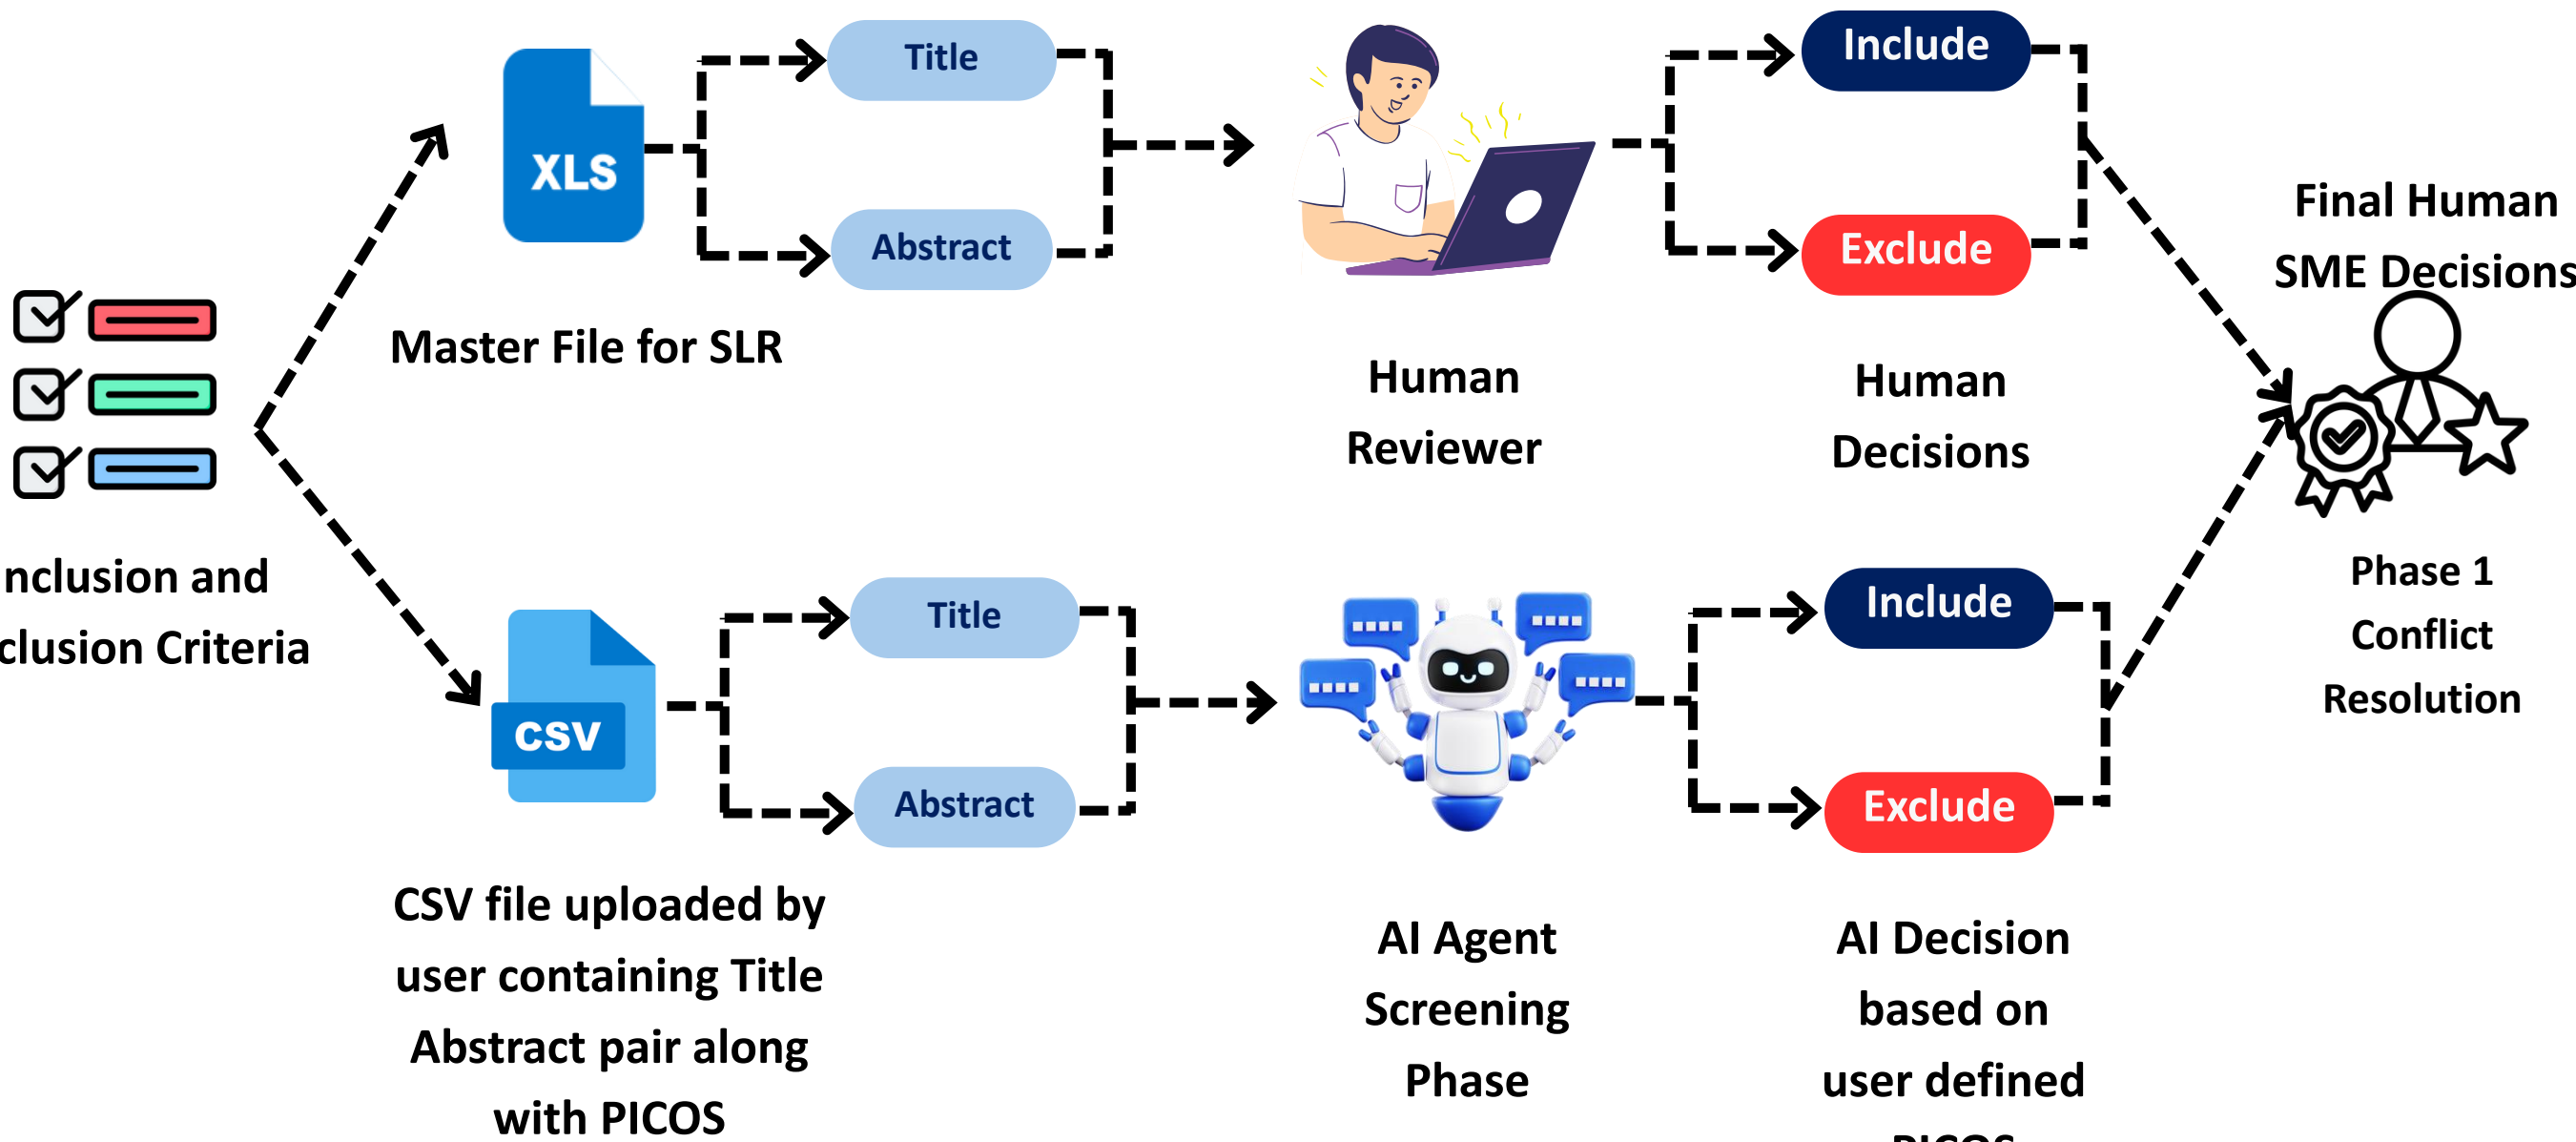 XLS
Title
Abstract
Master File for SLR
Human
Reviewer
Include
Exclude
Human
Decisions
Final Human
SME Decisions
Phase 1
Conflict
Resolution
nclusion and
clusion Criteria
CSV
Title
Abstract
CSV file uploaded by
user containing Title
Abstract pair along
with PICOS
AI Agent
Screening
Phase
Include
Exclude
AI Decision
based on
user defined
PICOS